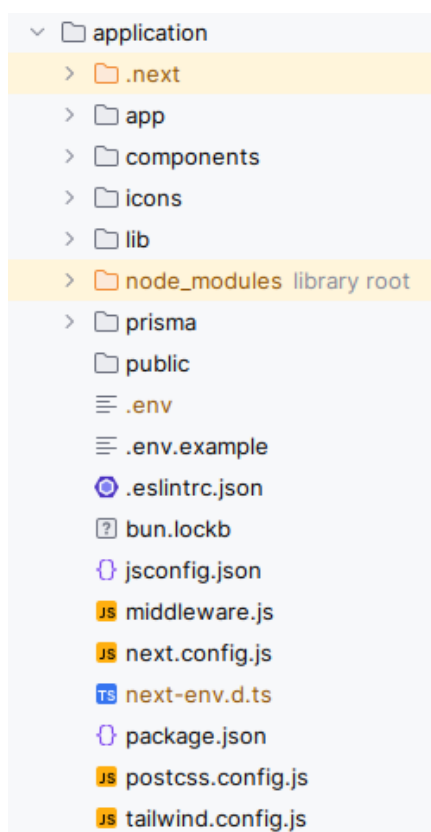 application
.next
app
components
icons
lib
node_modules library root
prisma
public
.env
.env.example
.eslintrc.json
? bun.lockb
{} jsconfig.json
JS middleware.js
JS next.config.js
TS next-env.d.ts
{} package.json
JS postcss.config.js
JS tailwind.config.js